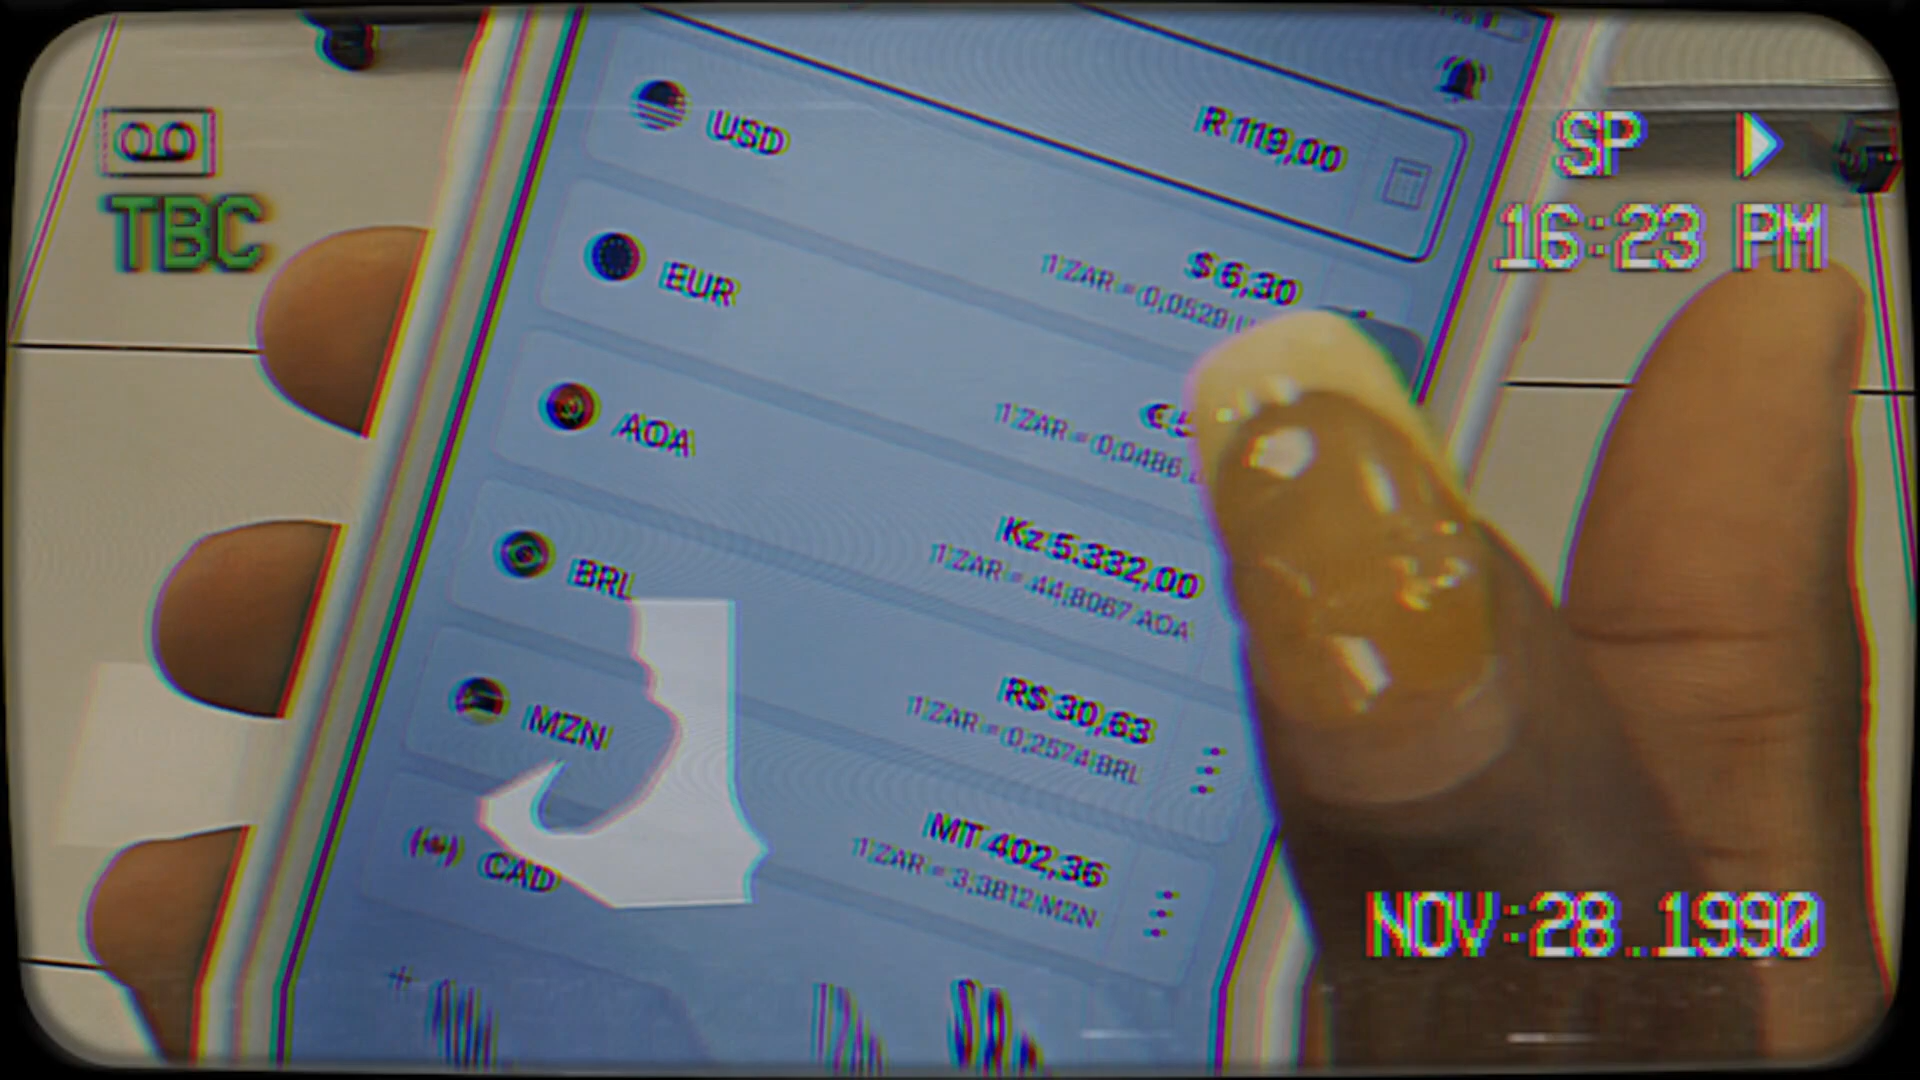 R 119,00
USD
$ 6,30
1 ZAR = 0,0529
EUR
€ 5
1 ZAR = 0,0486
AOA
Kz 5.332,00
1 ZAR = 44,8067 AOA
BRL
R$ 30,63
1 ZAR = 0,2574 BRL
MZN
MT 402,36
1 ZAR = 3,3812 MZN
CAD
TBC
SP
16:23 PM
NOV:28.1990